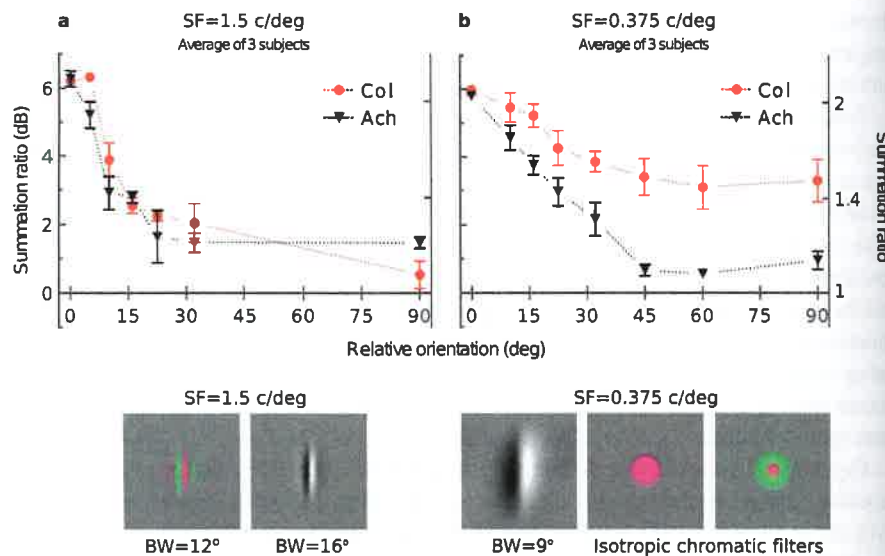 a SF=1.5 c/deg
Average of 3 subjects
b SF=0.375 c/deg
Average of 3 subjects
Summation ratio (dB)
6
4
2
0
Col
Ach
0 15 30 45 60 75 90
Col
Ach
2
1.4
1
Summation ratio
0 15 30 45 60 75 90
Relative orientation (deg)
SF=1.5 c/deg
SF=0.375 c/deg
BW=12°
BW=16°
BW=9°
Isotropic chromatic filters